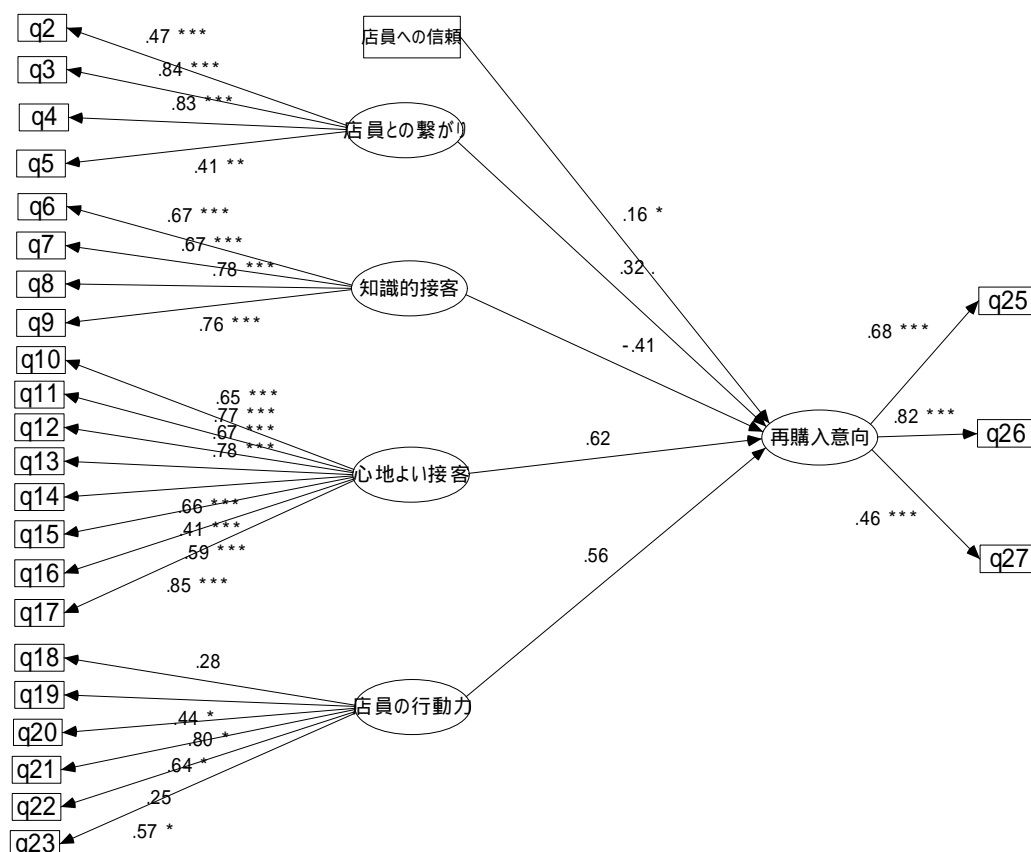 q2
q3
q4
q5
q6
q7
q8
q9
q10
q11
q12
q13
q14
q15
q16
q17
q18
q19
q20
q21
q22
q23
.47 ***
.84 ***
.83 ***
.41 **
.67 ***
.67 ***
.78 ***
.76 ***
.65 ***
.77 ***
.67 ***
.78 ***
.66 ***
.41 ***
.59 ***
.85 ***
.28
.44 *
.80 *
.64 *
.25
.57 *
店員への信頼
店員との繋がり
知識的接客
心地よい接客
店員の行動力
.16 *
.32 .
-.41
.62
.56
再購入意向
.68 ***
.82 ***
.46 ***
q25
q26
q27